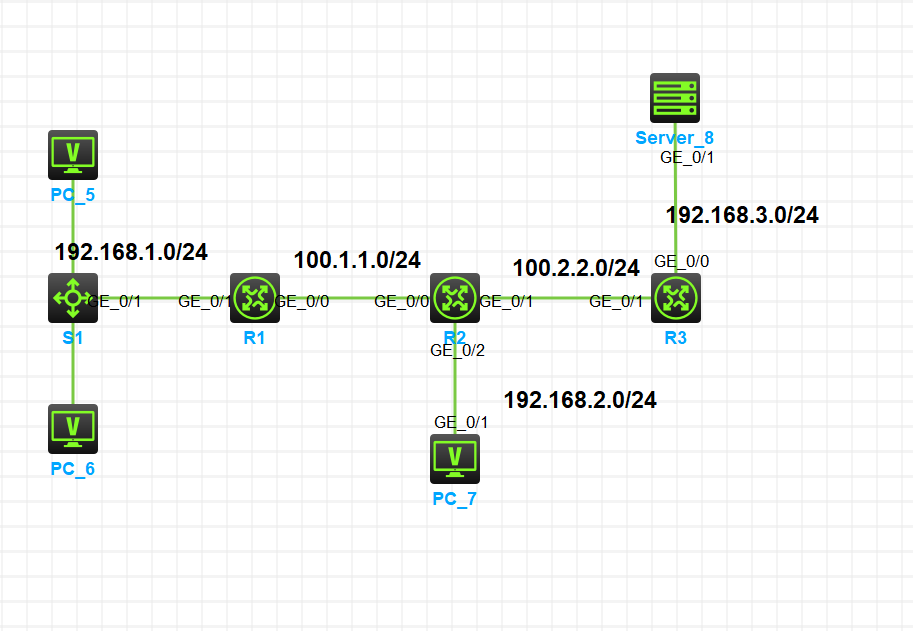 Server_8
GE_0/1
PC_5
192.168.3.0/24
192.168.1.0/24
100.1.1.0/24
100.2.2.0/24
GE_0/0
GE_0/1
GE_0/1
GE_0/0
GE_0/0
GE_0/1
GE_0/1
S1
R1
R2
R3
GE_0/2
192.168.2.0/24
GE_0/1
PC_6
PC_7